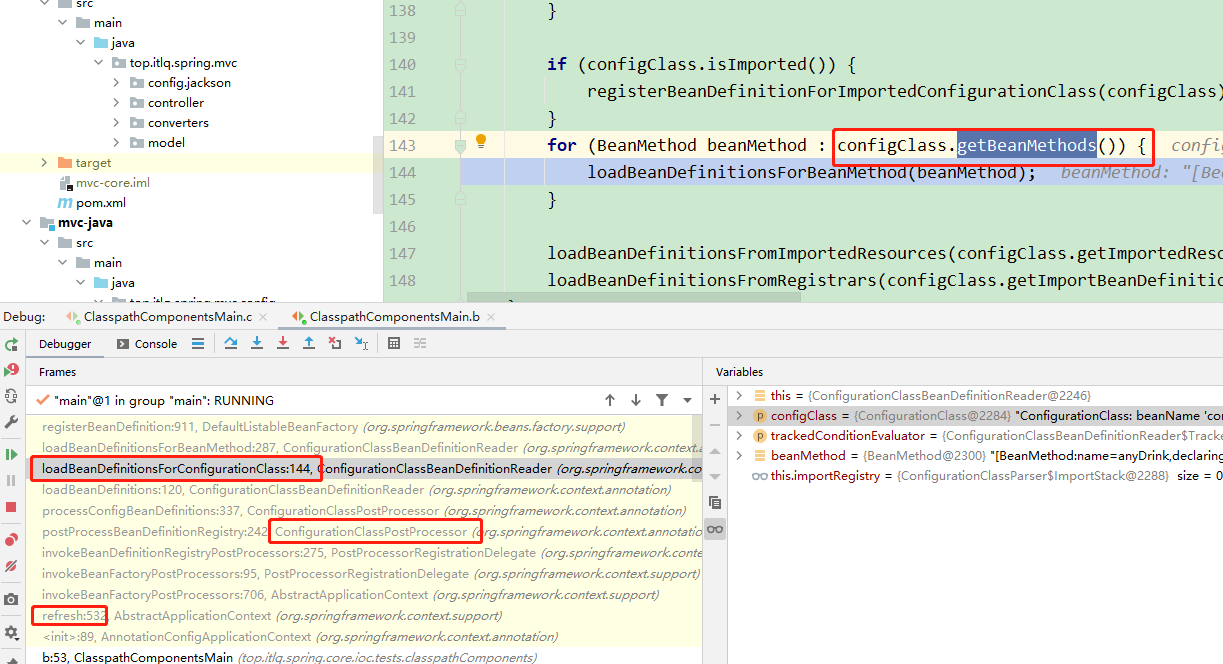 src
main
java
top.itlq.spring.mvc
config.jackson
controller
converters
model
target
mvc-core.iml
pom.xml
mvc-java
src
main
java
138 }
139
140 if (configClass.isImported()) {
141 registerBeanDefinitionForImportedConfigurationClass(configClass)
142 }
143 for (BeanMethod beanMethod : configClass.getBeanMethods()) { config
144 loadBeanDefinitionsForBeanMethod(beanMethod); beanMethod: "[Bea
145 }
146
147 loadBeanDefinitionsFromImportedResources(configClass.getImportedReso
148 loadBeanDefinitionsFromRegistrars(configClass.getImportBeanDefinitio
Debug: ClasspathComponentsMain.c ClasspathComponentsMain.b
Debugger Console
Frames
"main"@1 in group "main": RUNNING
registerBeanDefinition:911, DefaultListableBeanFactory (org.springframework.beans.factory.support)
loadBeanDefinitionsForBeanMethod:287, ConfigurationClassBeanDefinitionReader (org.springframework.context.a
loadBeanDefinitionsForConfigurationClass:144, ConfigurationClassBeanDefinitionReader (org.springframework.co
loadBeanDefinitions:120, ConfigurationClassBeanDefinitionReader (org.springframework.context.annotation)
processConfigBeanDefinitions:337, ConfigurationClassPostProcessor (org.springframework.context.annotation)
postProcessBeanDefinitionRegistry:242, ConfigurationClassPostProcessor (org.springframework.context.annotatio
invokeBeanDefinitionRegistryPostProcessors:275, PostProcessorRegistrationDelegate (org.springframework.conte
invokeBeanFactoryPostProcessors:95, PostProcessorRegistrationDelegate (org.springframework.context.support)
invokeBeanFactoryPostProcessors:706, AbstractApplicationContext (org.springframework.context.support)
refresh:532, AbstractApplicationContext (org.springframework.context.support)
<init>:89, AnnotationConfigApplicationContext (org.springframework.context.annotation)
b:53, ClasspathComponentsMain (top.itlq.spring.core.ioc.tests.classpathComponents)
Variables
this = {ConfigurationClassBeanDefinitionReader@2246}
configClass = {ConfigurationClass@2284} "ConfigurationClass: beanName 'con
trackedConditionEvaluator = {ConfigurationClassBeanDefinitionReader$Tracke
beanMethod = {BeanMethod@2300} "[BeanMethod:name=anyDrink,declaring
this.importRegistry = {ConfigurationClassParser$ImportStack@2288} size = 0